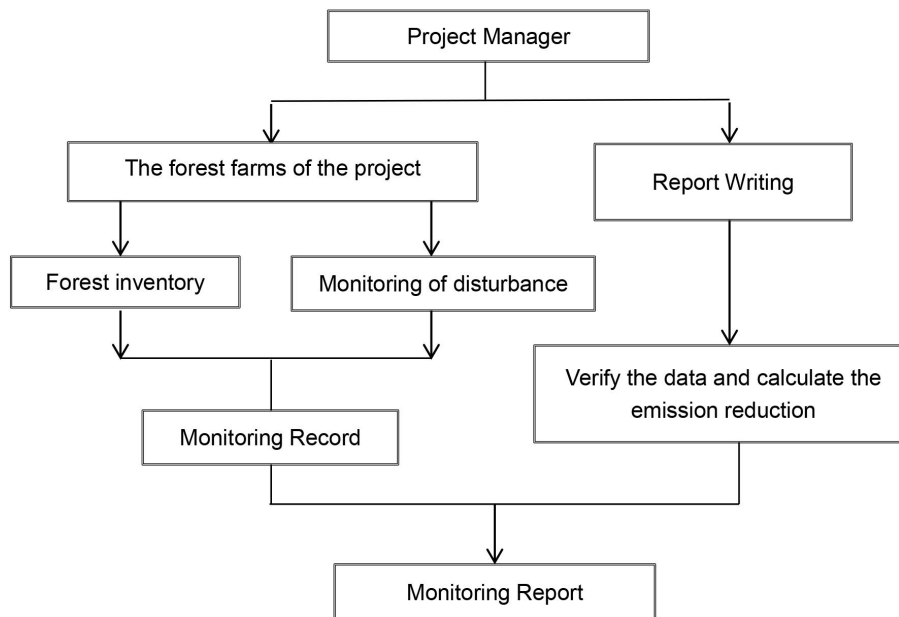 Project Manager
The forest farms of the project
Report Writing
Forest inventory
Monitoring of disturbance
Verify the data and calculate the
emission reduction
Monitoring Record
Monitoring Report